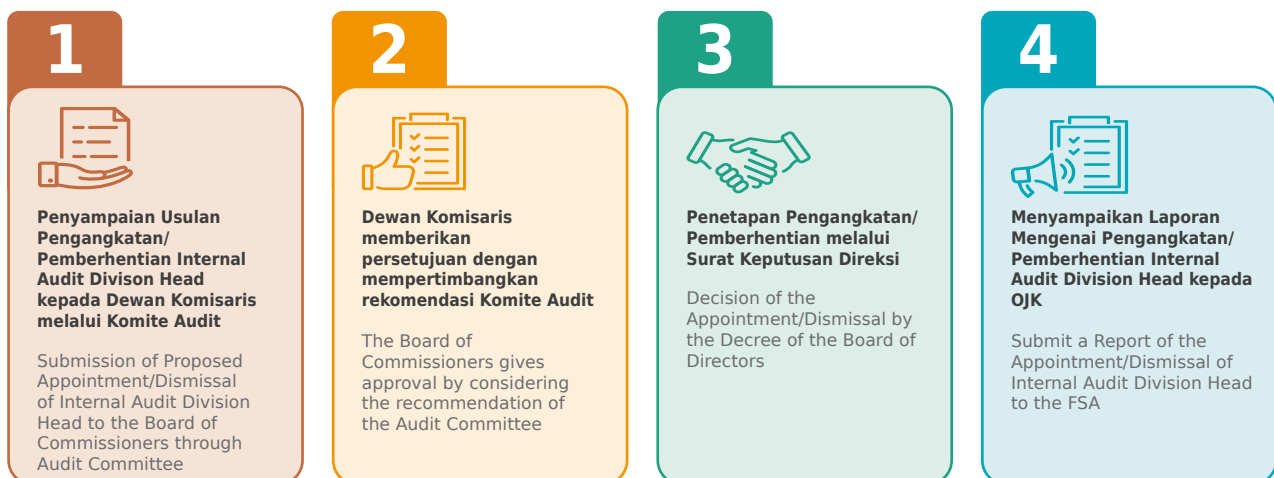 1
Penyampaian Usulan
Pengangkatan/
Pemberhentian Internal
Audit Divison Head
kepada Dewan Komisaris
melalui Komite Audit
Submission of Proposed
Appointment/Dismissal
of Internal Audit Division
Head to the Board of
Commissioners through
Audit Committee
2
Dewan Komisaris
memberikan
persetujuan dengan
mempertimbangkan
rekomendasi Komite Audit
The Board of
Commissioners gives
approval by considering
the recommendation of
the Audit Committee
3
Penetapan Pengangkatan/
Pemberhentian melalui
Surat Keputusan Direksi
Decision of the
Appointment/Dismissal by
the Decree of the Board of
Directors
4
Menyampaikan Laporan
Mengenai Pengangkatan/
Pemberhentian Internal
Audit Division Head kepada
OJK
Submit a Report of the
Appointment/Dismissal of
Internal Audit Division Head
to the FSA